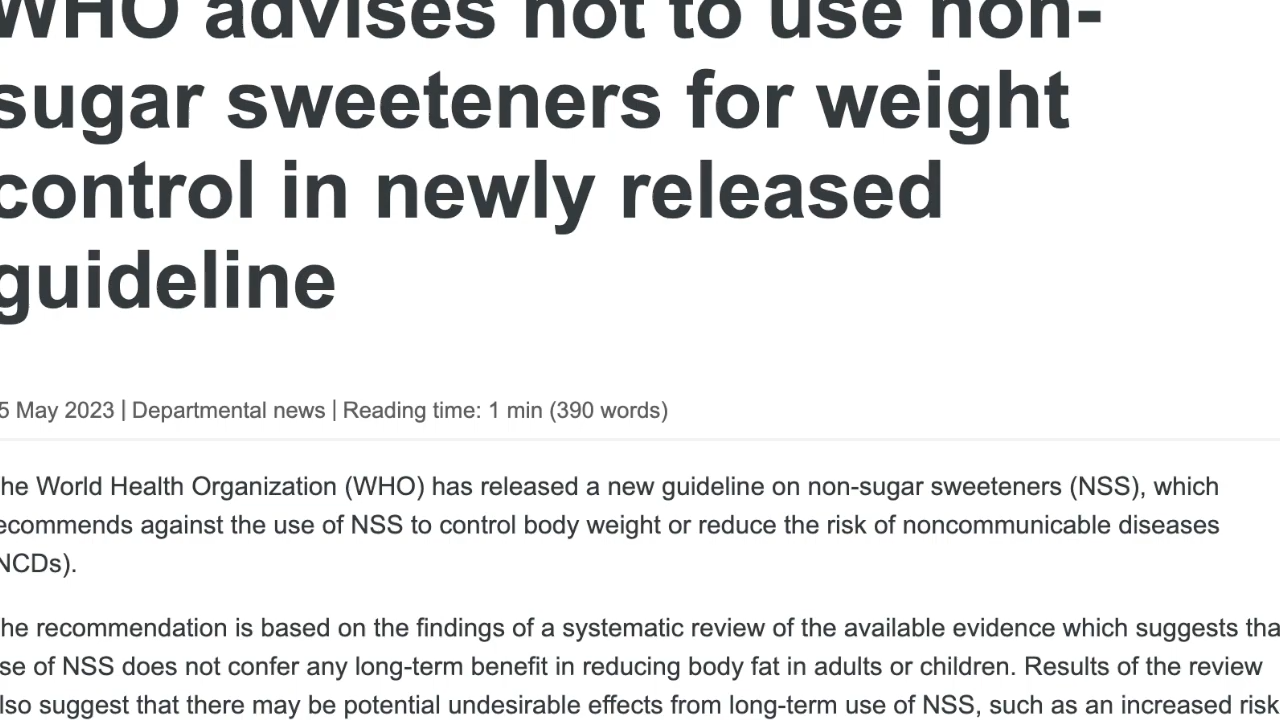 WHO advises not to use non-
sugar sweeteners for weight
control in newly released
guideline
5 May 2023 | Departmental news | Reading time: 1 min (390 words)
he World Health Organization (WHO) has released a new guideline on non-sugar sweeteners (NSS), which
ecommends against the use of NSS to control body weight or reduce the risk of noncommunicable diseases
NCDs).
he recommendation is based on the findings of a systematic review of the available evidence which suggests tha
se of NSS does not confer any long-term benefit in reducing body fat in adults or children. Results of the review
lso suggest that there may be potential undesirable effects from long-term use of NSS, such as an increased risk